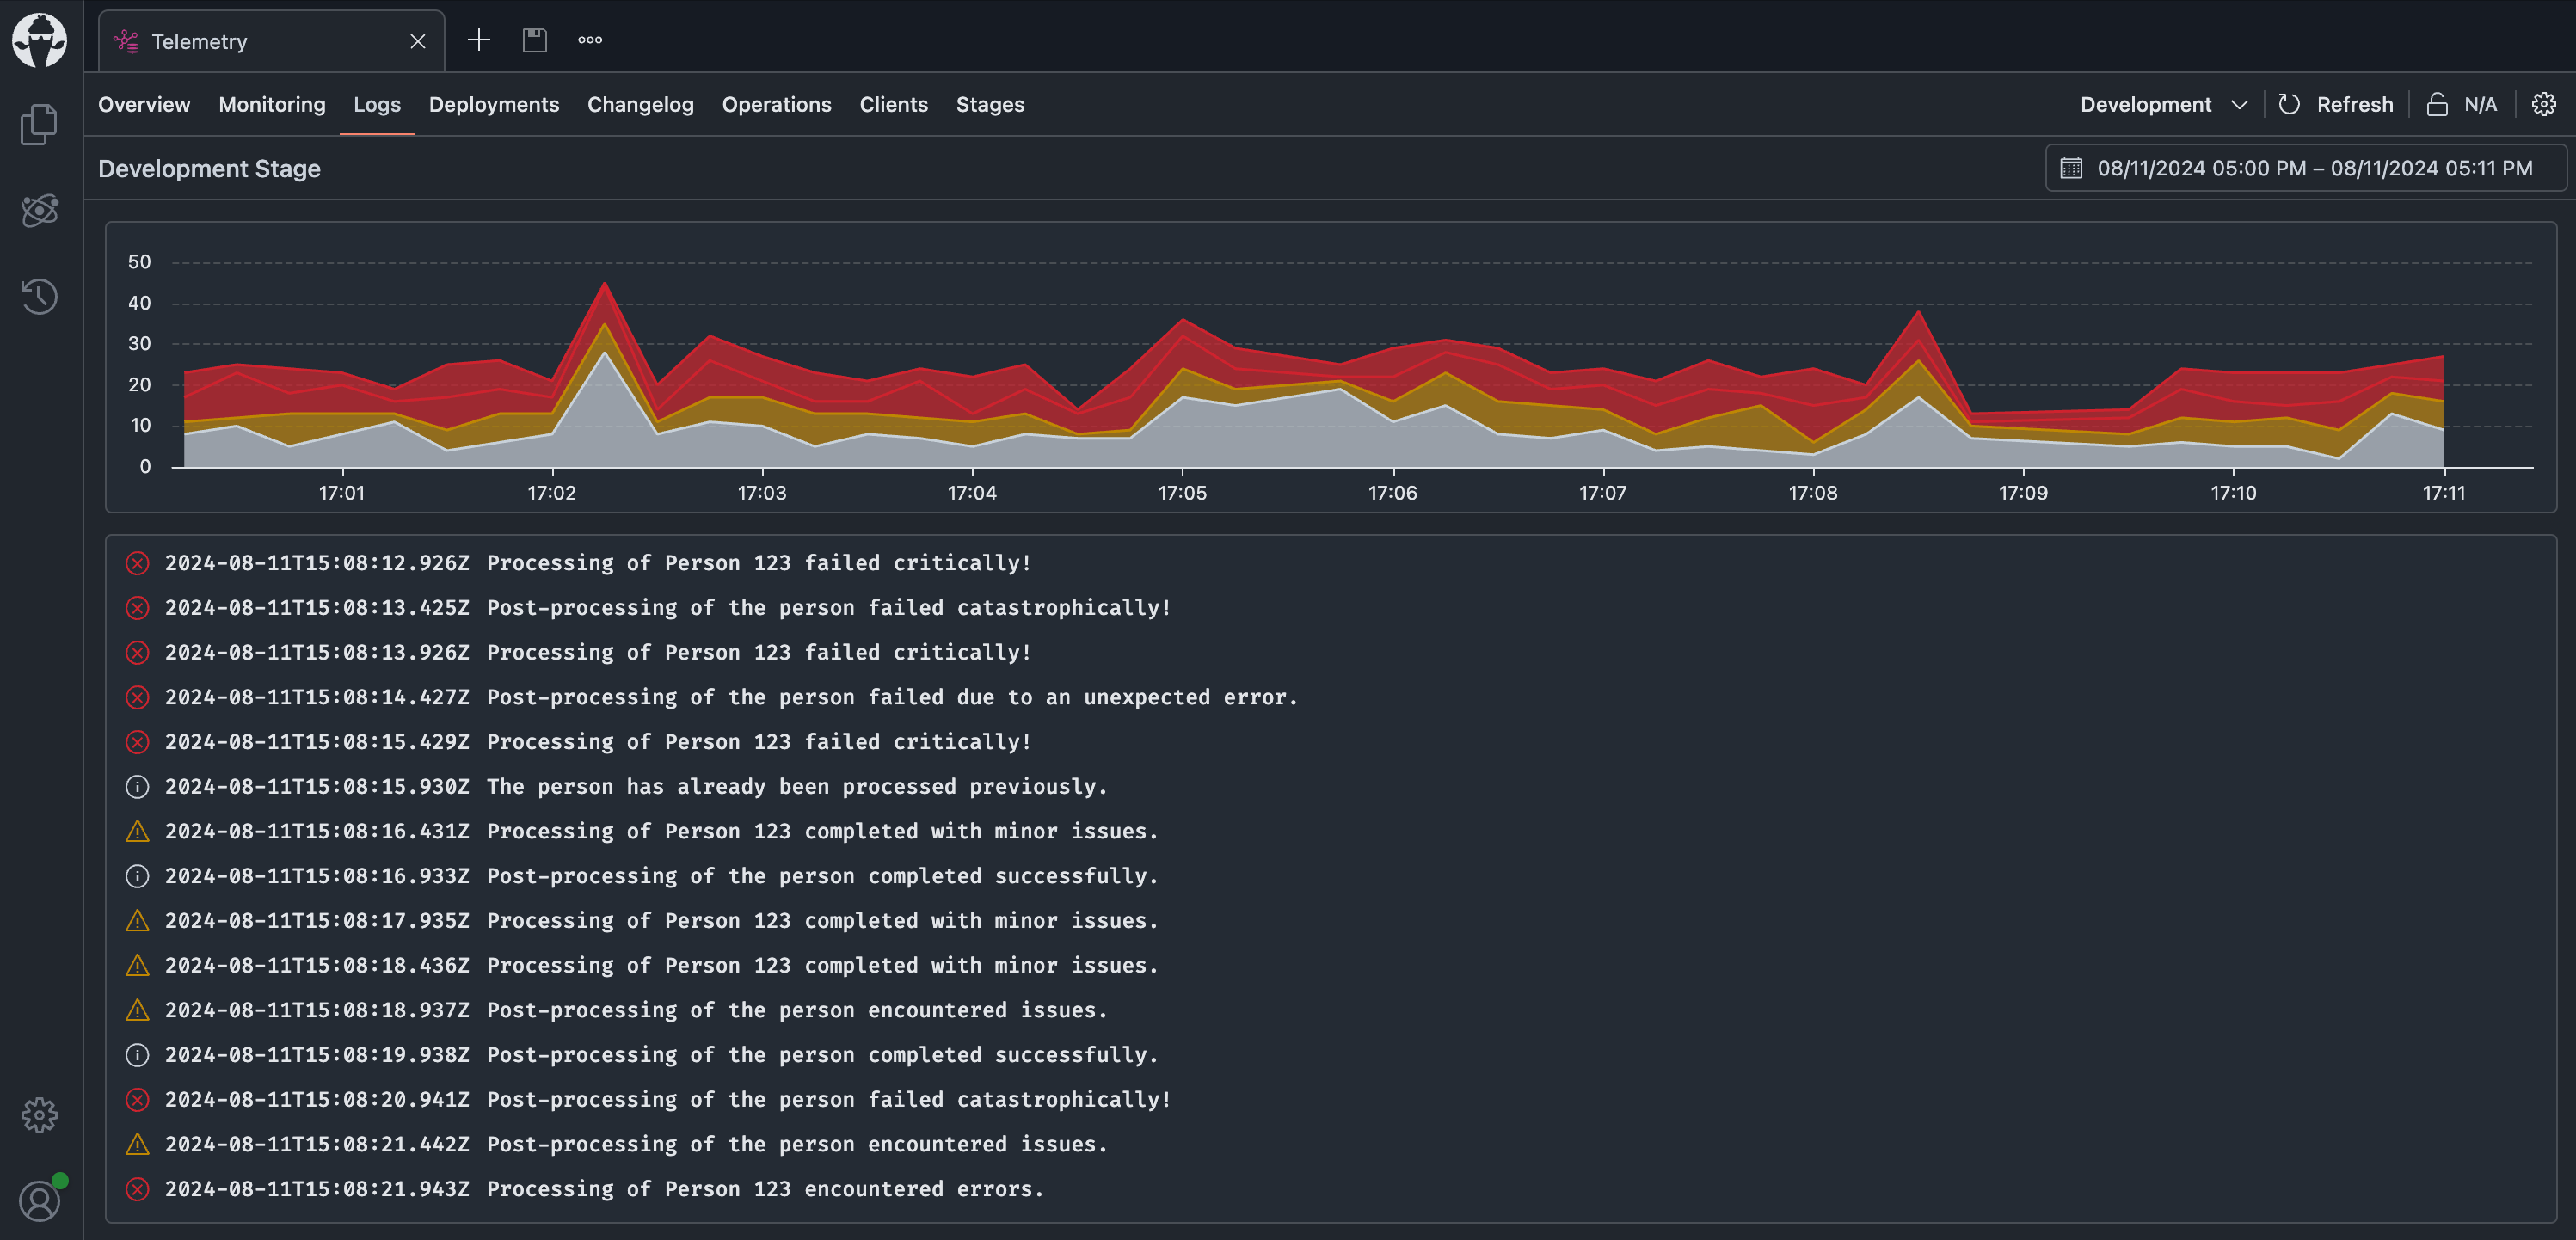 Telemetry
Overview Monitoring Logs Deployments Changelog Operations Clients Stages Development Refresh N/A
Development Stage 08/11/2024 05:00 PM – 08/11/2024 05:11 PM
50
40
30
20
10
0
17:01 17:02 17:03 17:04 17:05 17:06 17:07 17:08 17:09 17:10 17:11
2024-08-11T15:08:12.926Z Processing of Person 123 failed critically!
2024-08-11T15:08:13.425Z Post-processing of the person failed catastrophically!
2024-08-11T15:08:13.926Z Processing of Person 123 failed critically!
2024-08-11T15:08:14.427Z Post-processing of the person failed due to an unexpected error.
2024-08-11T15:08:15.429Z Processing of Person 123 failed critically!
2024-08-11T15:08:15.930Z The person has already been processed previously.
2024-08-11T15:08:16.431Z Processing of Person 123 completed with minor issues.
2024-08-11T15:08:16.933Z Post-processing of the person completed successfully.
2024-08-11T15:08:17.935Z Processing of Person 123 completed with minor issues.
2024-08-11T15:08:18.436Z Processing of Person 123 completed with minor issues.
2024-08-11T15:08:18.937Z Post-processing of the person encountered issues.
2024-08-11T15:08:19.938Z Post-processing of the person completed successfully.
2024-08-11T15:08:20.941Z Post-processing of the person failed catastrophically!
2024-08-11T15:08:21.442Z Post-processing of the person encountered issues.
2024-08-11T15:08:21.943Z Processing of Person 123 encountered errors.